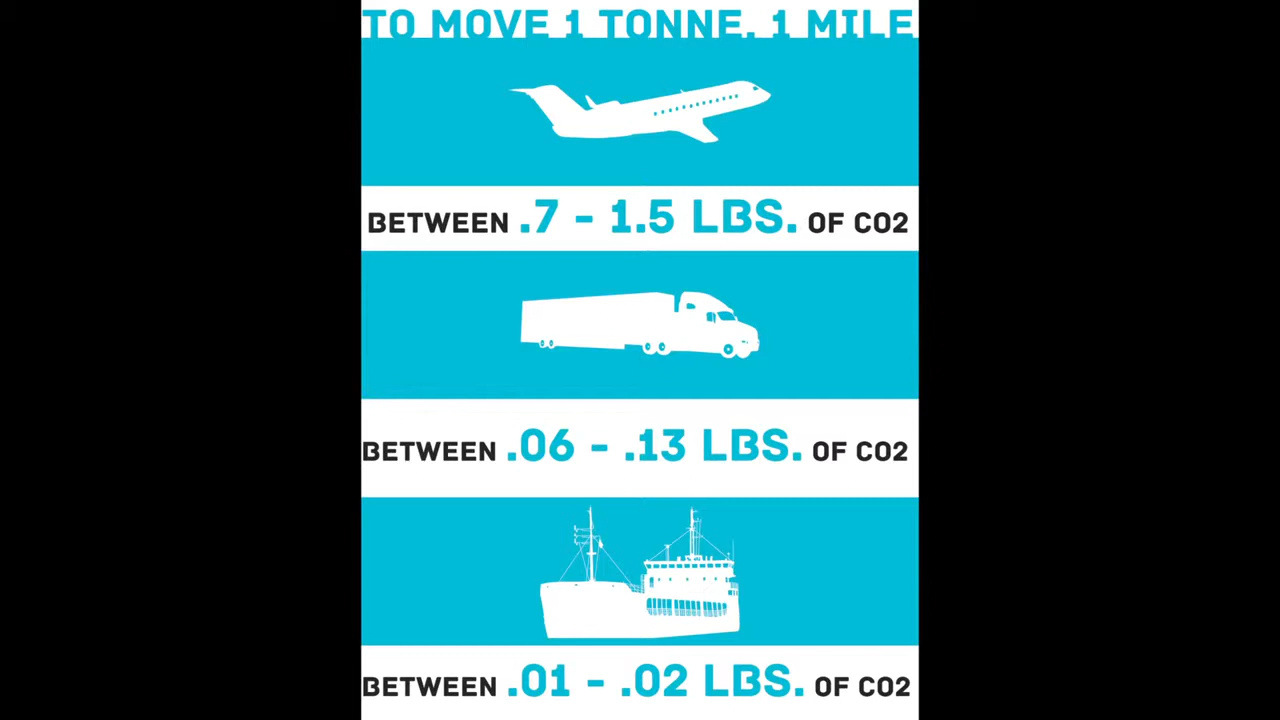 TO MOVE 1 TONNE, 1 MILE
BETWEEN .7 - 1.5 LBS. OF CO2
BETWEEN .06 - .13 LBS. OF CO2
BETWEEN .01 - .02 LBS. OF CO2